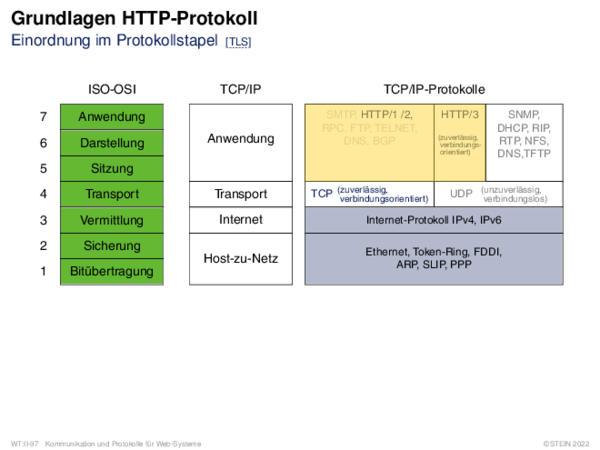 Grundlagen HTTP-Protokoll
Einordnung im Protokollstapel [TLS]
ISO-OSI
TCP/IP
TCP/IP-Protokolle
7
Anwendung
6
Darstellung
5
Sitzung
4
Transport
3
Vermittlung
2
Sicherung
1
Bitübertragung
Anwendung
Transport
Internet
Host-zu-Netz
SMTP, HTTP/1 /2,
RPC, FTP, TELNET,
DNS, BGP
HTTP/3
(zuverlässig,
verbindungs-
orientiert)
SNMP,
DHCP, RIP,
RTP, NFS,
DNS,TFTP
TCP (zuverlässig,
verbindungsorientiert)
UDP (unzuverlässig,
verbindungslos)
Internet-Protokoll IPv4, IPv6
Ethernet, Token-Ring, FDDI,
ARP, SLIP, PPP
WT:II-97 Kommunikation und Protokolle für Web-Systeme
©STEIN 2022